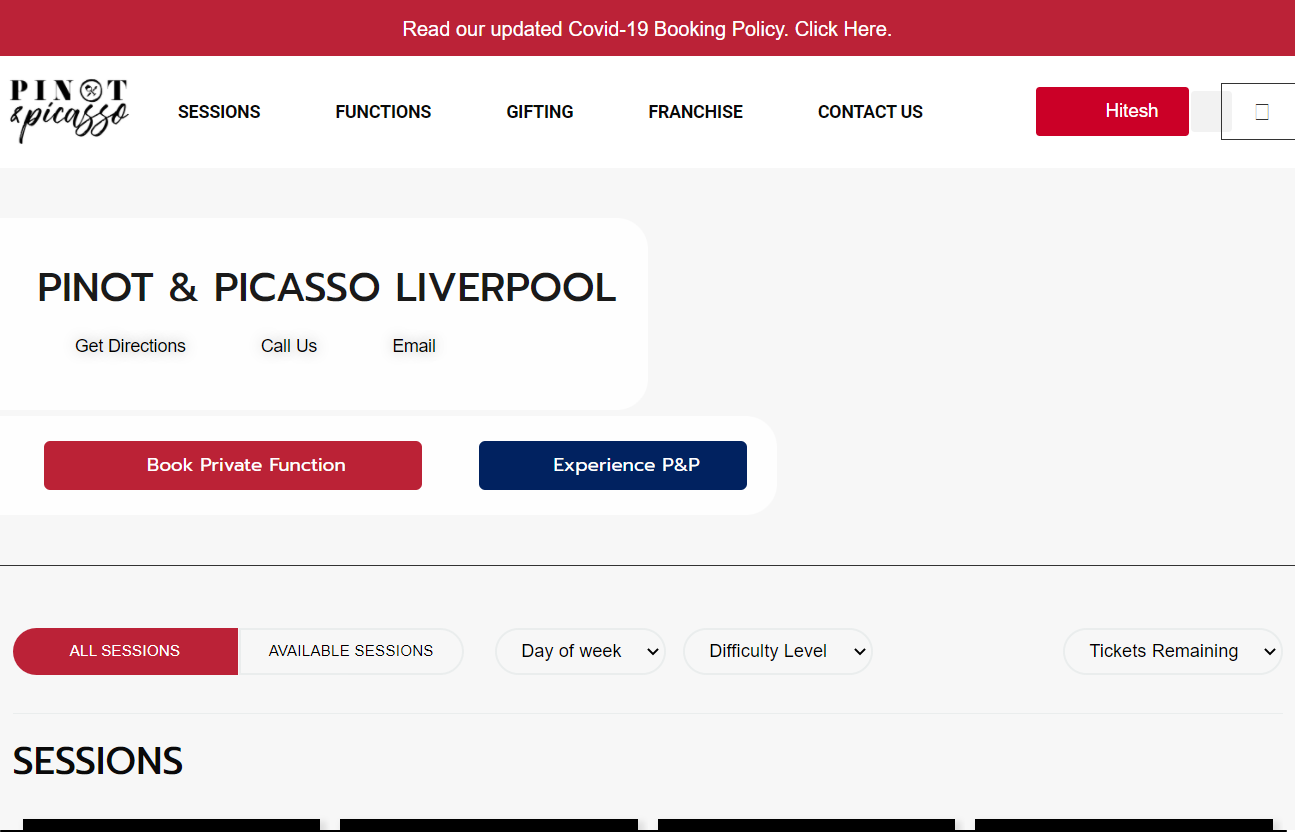 Read our updated Covid-19 Booking Policy. Click Here.
PINOT
&picasso
SESSIONS FUNCTIONS GIFTING FRANCHISE CONTACT US Hitesh
PINOT & PICASSO LIVERPOOL
Get Directions Call Us Email
Book Private Function Experience P&P
ALL SESSIONS AVAILABLE SESSIONS Day of week Difficulty Level Tickets Remaining
SESSIONS